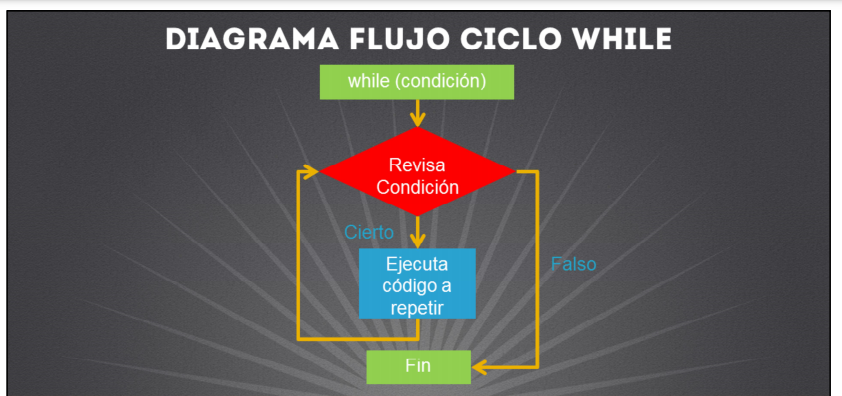 DIAGRAMA FLUJO CICLO WHILE
while (condición)
Revisa
Condición
Cierto
Ejecuta
código a
repetir
Falso
Fin